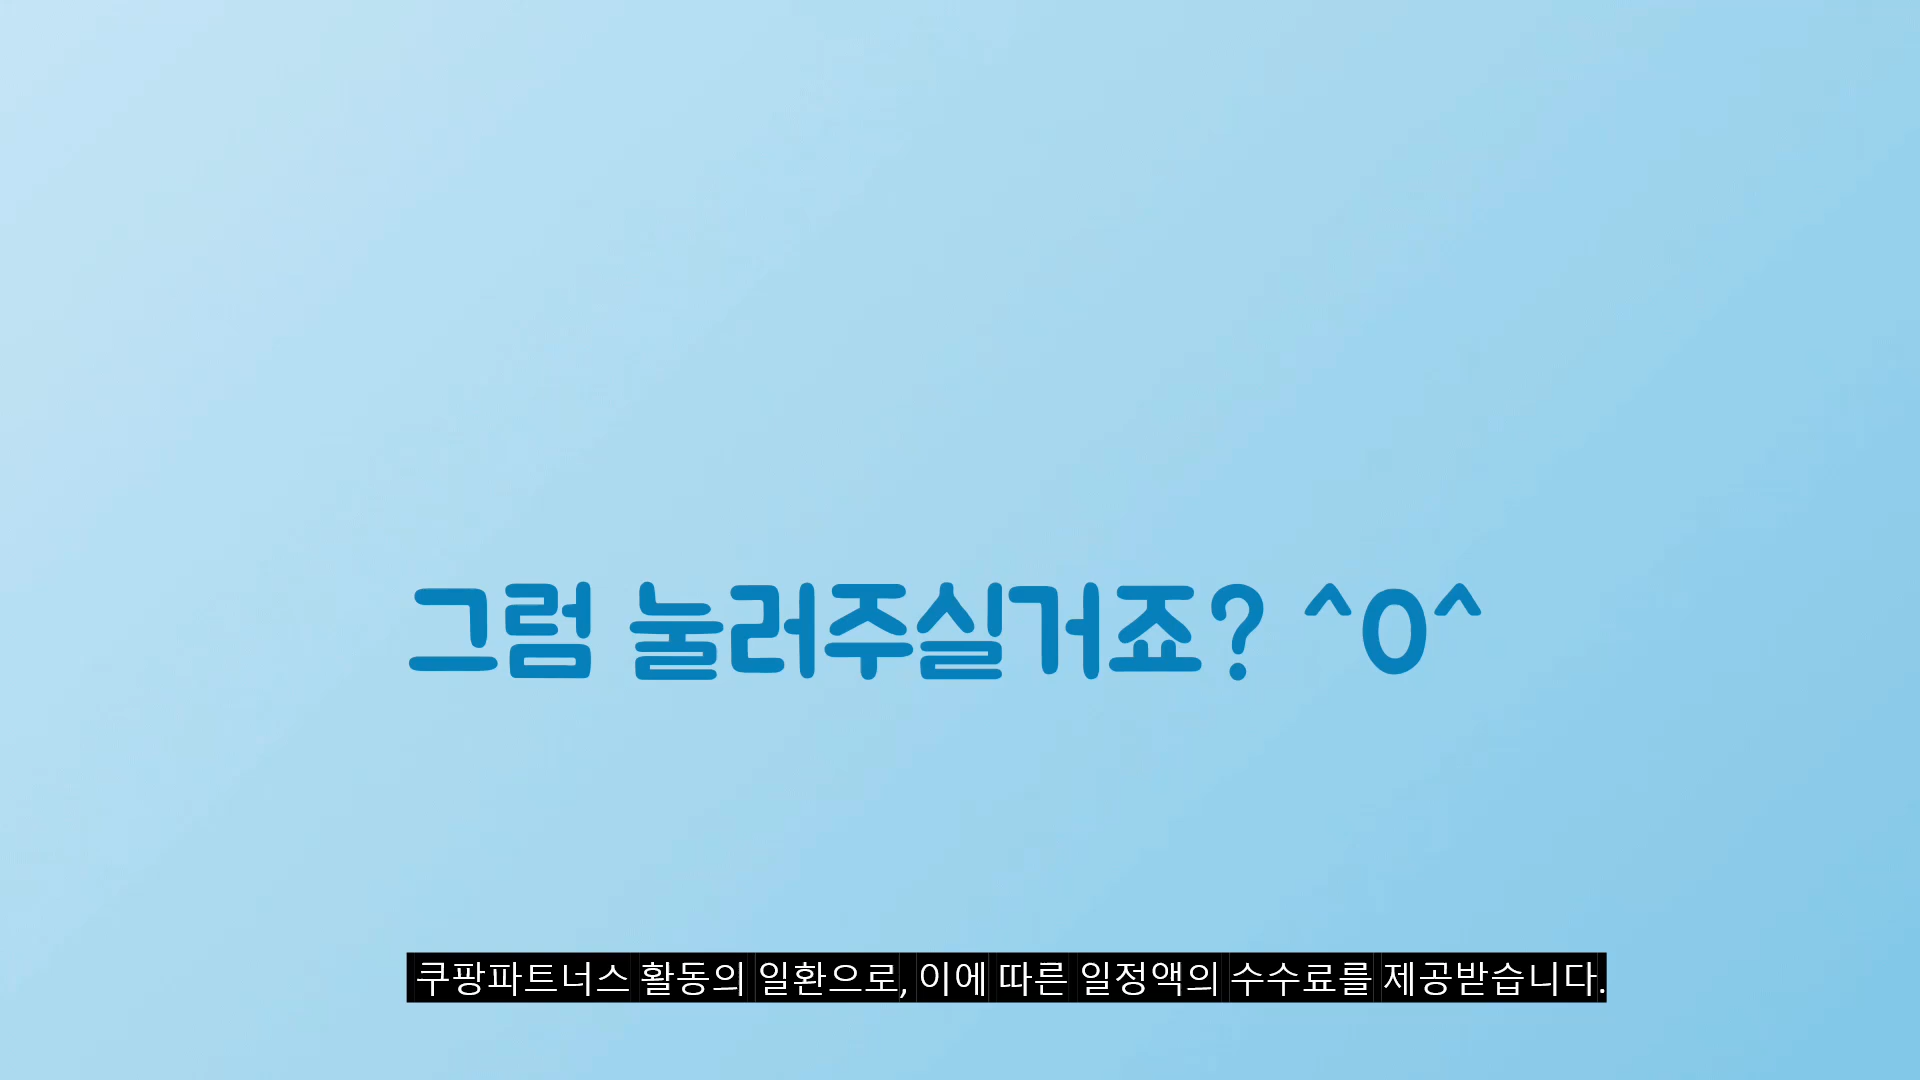 그럼 눌러주실거죠? ^0^
쿠팡파트너스 활동의 일환으로, 이에 따른 일정액의 수수료를 제공받습니다.